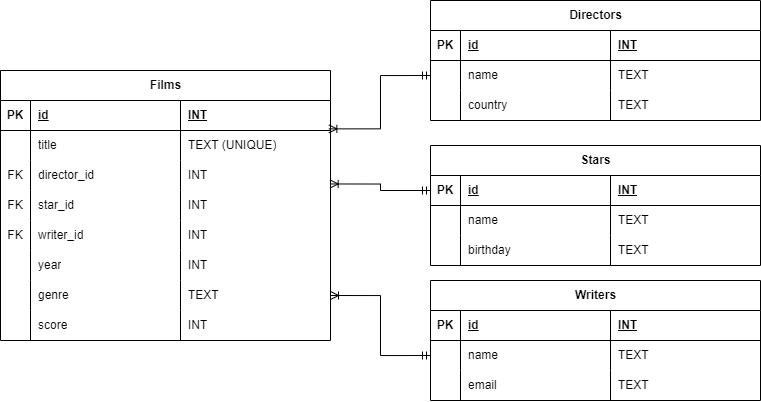 Films
PK id INT
title TEXT (UNIQUE)
FK director_id INT
FK star_id INT
FK writer_id INT
year INT
genre TEXT
score INT
Directors
PK id INT
name TEXT
country TEXT
Stars
PK id INT
name TEXT
birthday TEXT
Writers
PK id INT
name TEXT
email TEXT